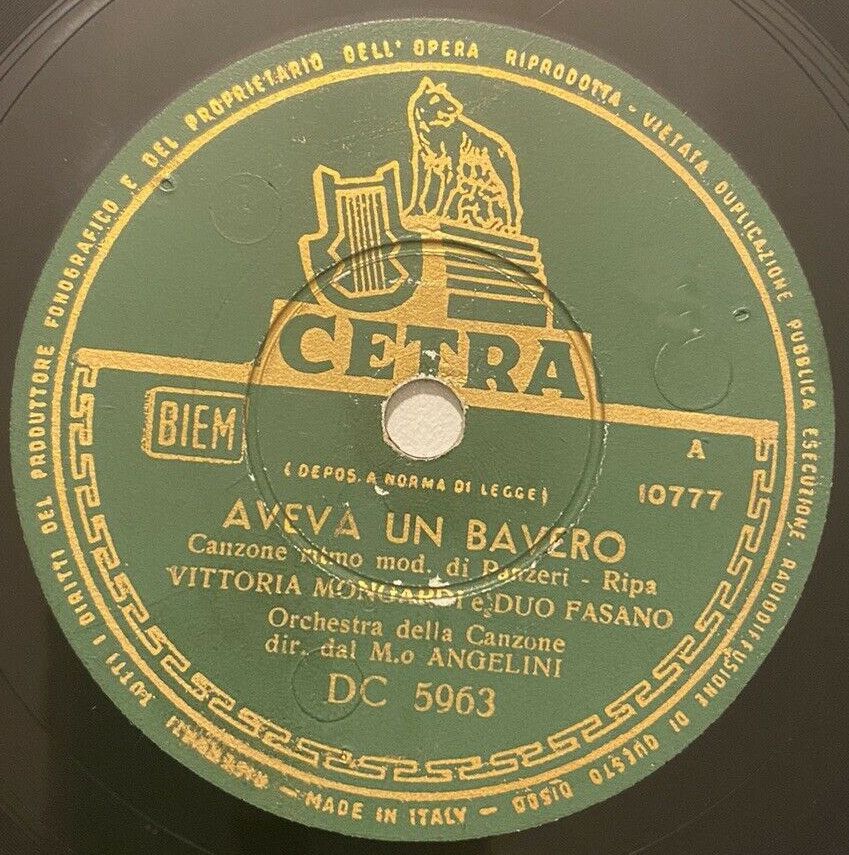 TUTTI I DIRITTI DEL PRODUTTORE FONOGRAFICO E DEL PROPRIETARIO DELL' OPERA RIPRODOTTA - VIETATA DUPLICAZIONE PUBBLICA ESECUZIONE. RADIODIFFUSIONE DI QUESTO DISCO — MADE IN ITALY — RISERVATI
CETRA
BIEM
A
(DEPOS. A NORMA DI LEGGE)
10777
AVEVA UN BAVERO
Canzone ritmo mod. di Panzeri - Ripa
VITTORIA MONGARDI e DUO FASANO
Orchestra della Canzone
dir. dal M.o ANGELINI
DC 5963